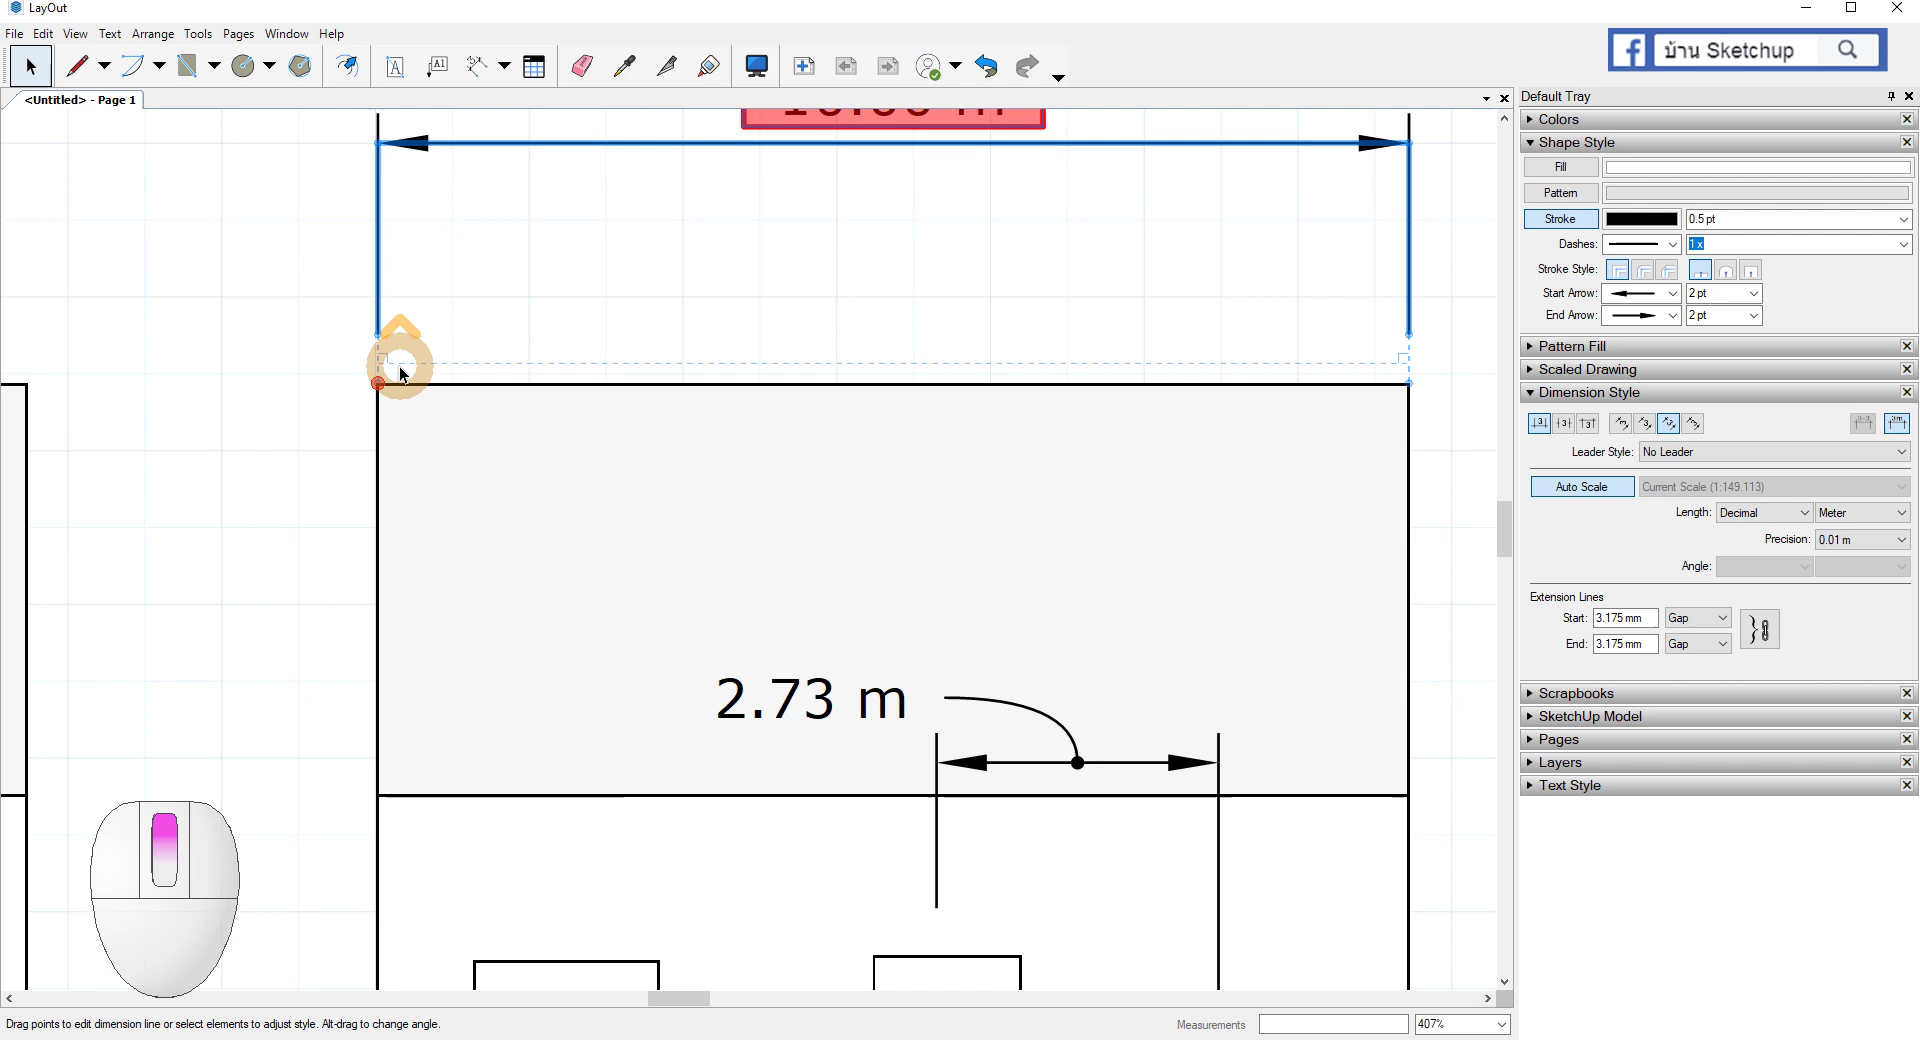 LayOut
File Edit View Text Arrange Tools Pages Window Help
บ้าน Sketchup
<Untitled> - Page 1
Default Tray
Colors
Shape Style
Fill
Pattern
Stroke 0.5 pt
Dashes: 1 x
Stroke Style:
Start Arrow: 2 pt
End Arrow: 2 pt
Pattern Fill
Scaled Drawing
Dimension Style
Leader Style: No Leader
Auto Scale Current Scale (1:149.113)
Length: Decimal Meter
Precision: 0.01 m
Angle:
Extension Lines
Start: 3.175 mm Gap
End: 3.175 mm Gap
Scrapbooks
SketchUp Model
Pages
Layers
Text Style
2.73 m
Drag points to edit dimension line or select elements to adjust style. Alt-drag to change angle.
Measurements 407%